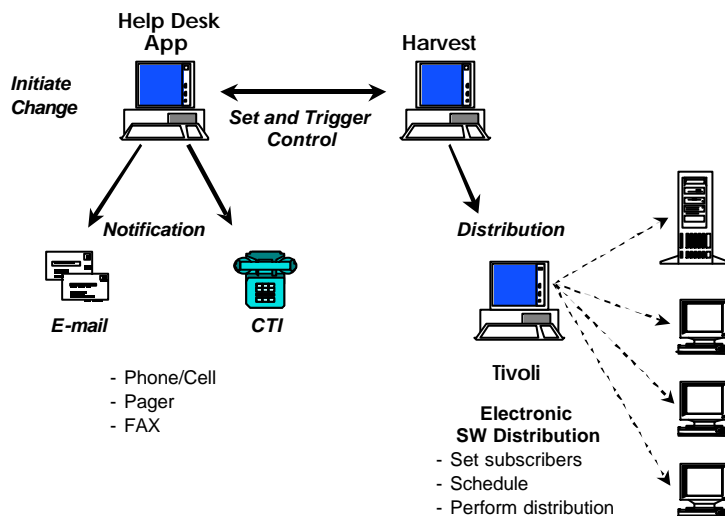 Help Desk
App
Harvest
Initiate
Change
Set and Trigger
Control
Notification
Distribution
E-mail
CTI
Tivoli
- Phone/Cell
- Pager
- FAX
Electronic
SW Distribution
- Set subscribers
- Schedule
- Perform distribution